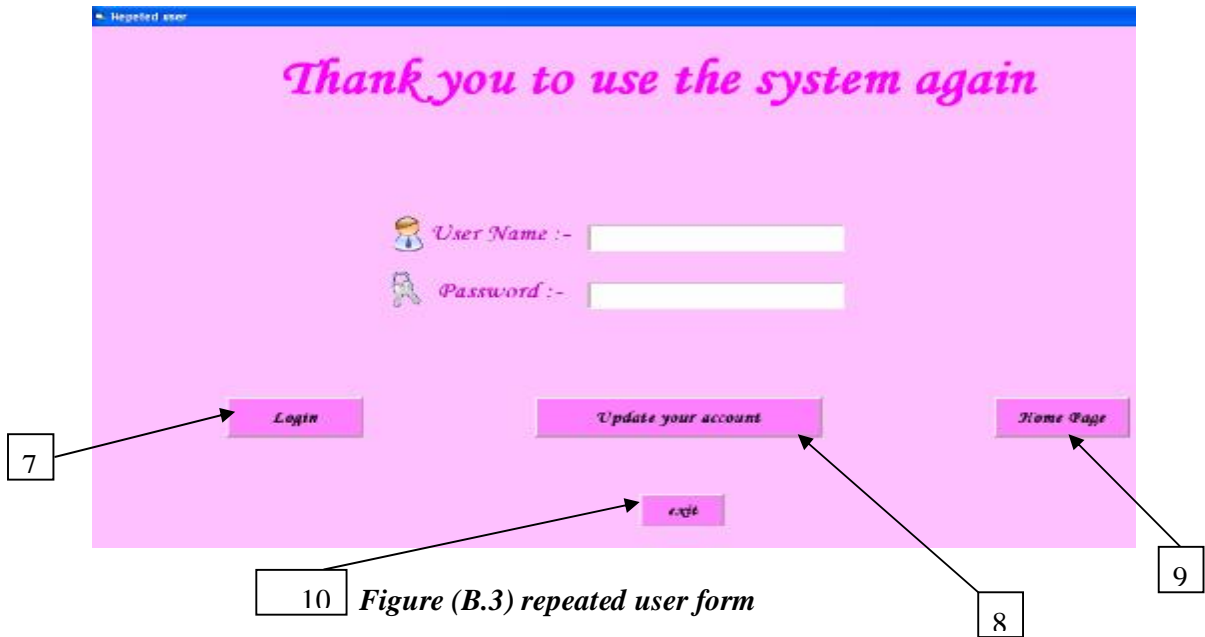 Hepeted user
Thank you to use the system again
User Name :-
Password :-
Login
Update your account
Home Page
7
exit
9
10
Figure (B.3) repeated user form
8